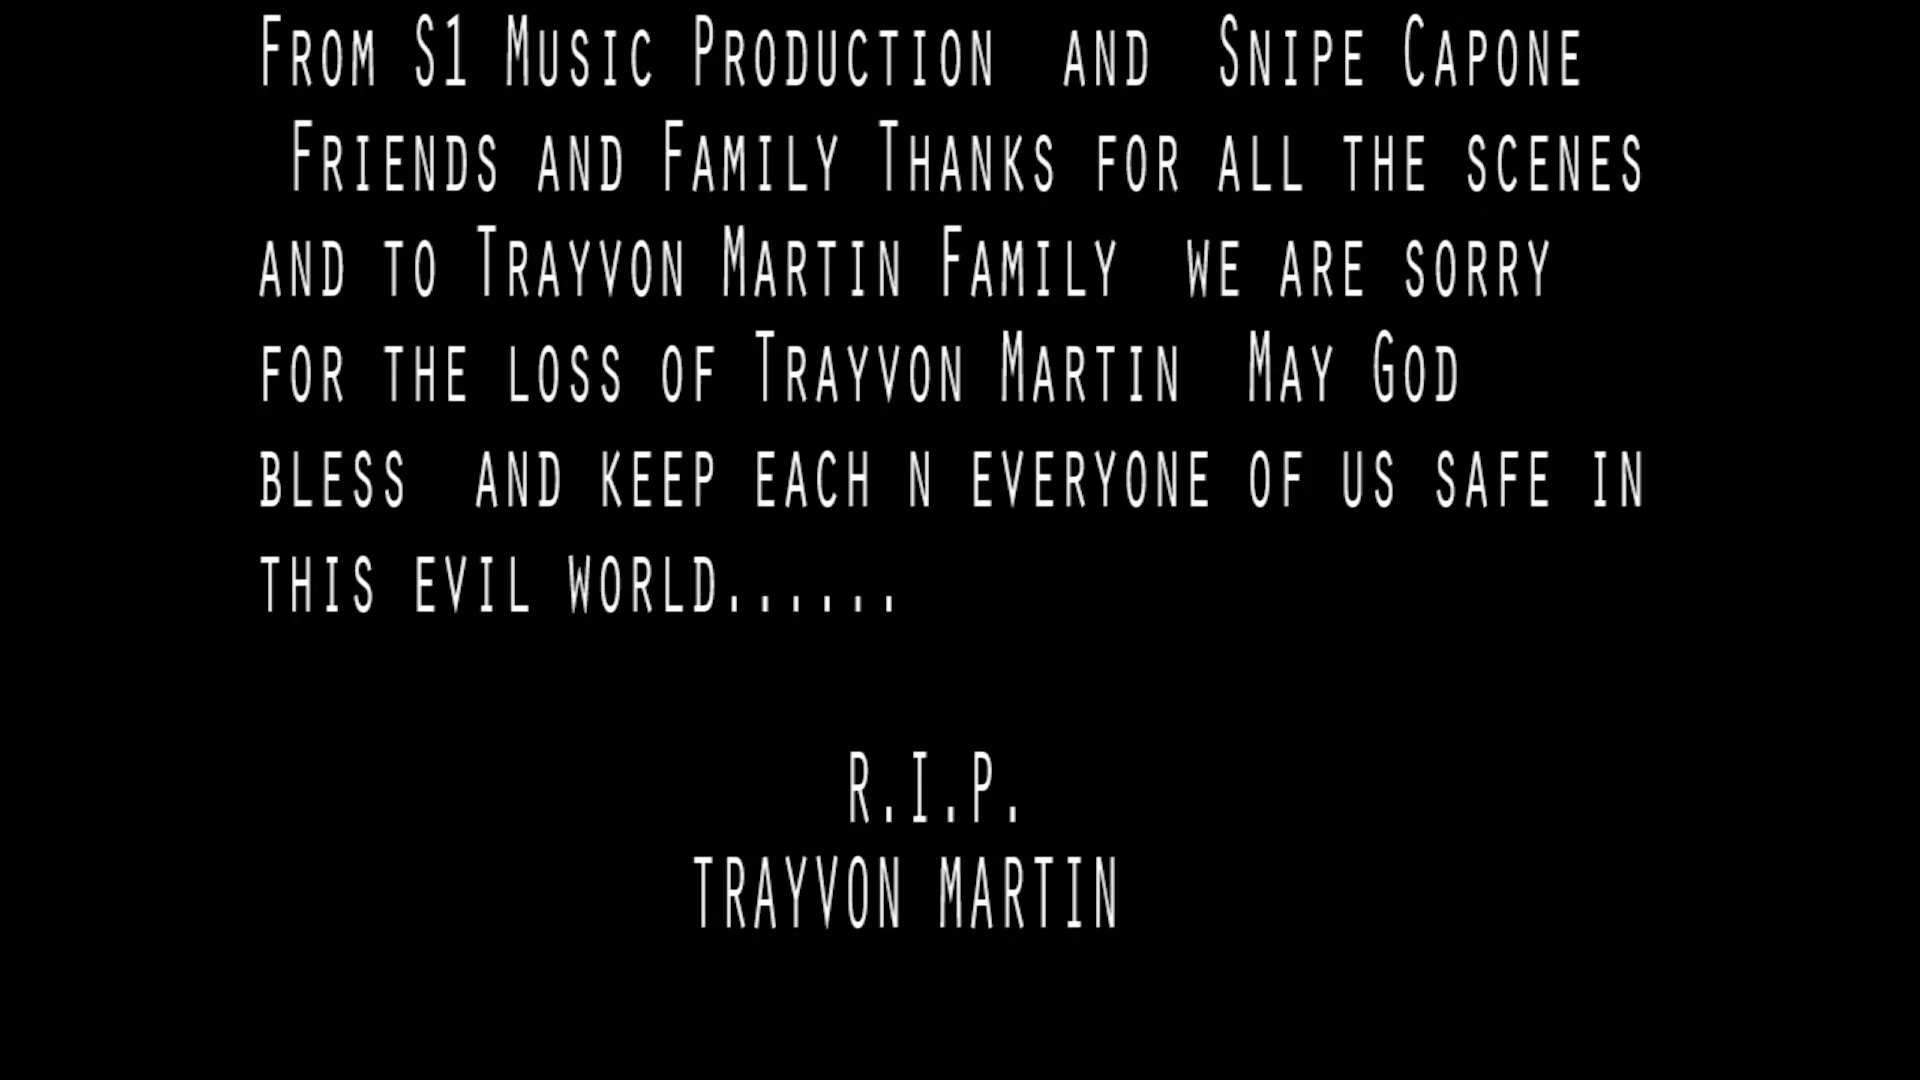 From S1 Music Production and Snipe Capone
Friends and Family Thanks for all the scenes
and to Trayvon Martin Family we are sorry
for the loss of Trayvon Martin May God
bless and keep each n everyone of us safe in
this evil world......
R.I.P.
TRAYVON MARTIN